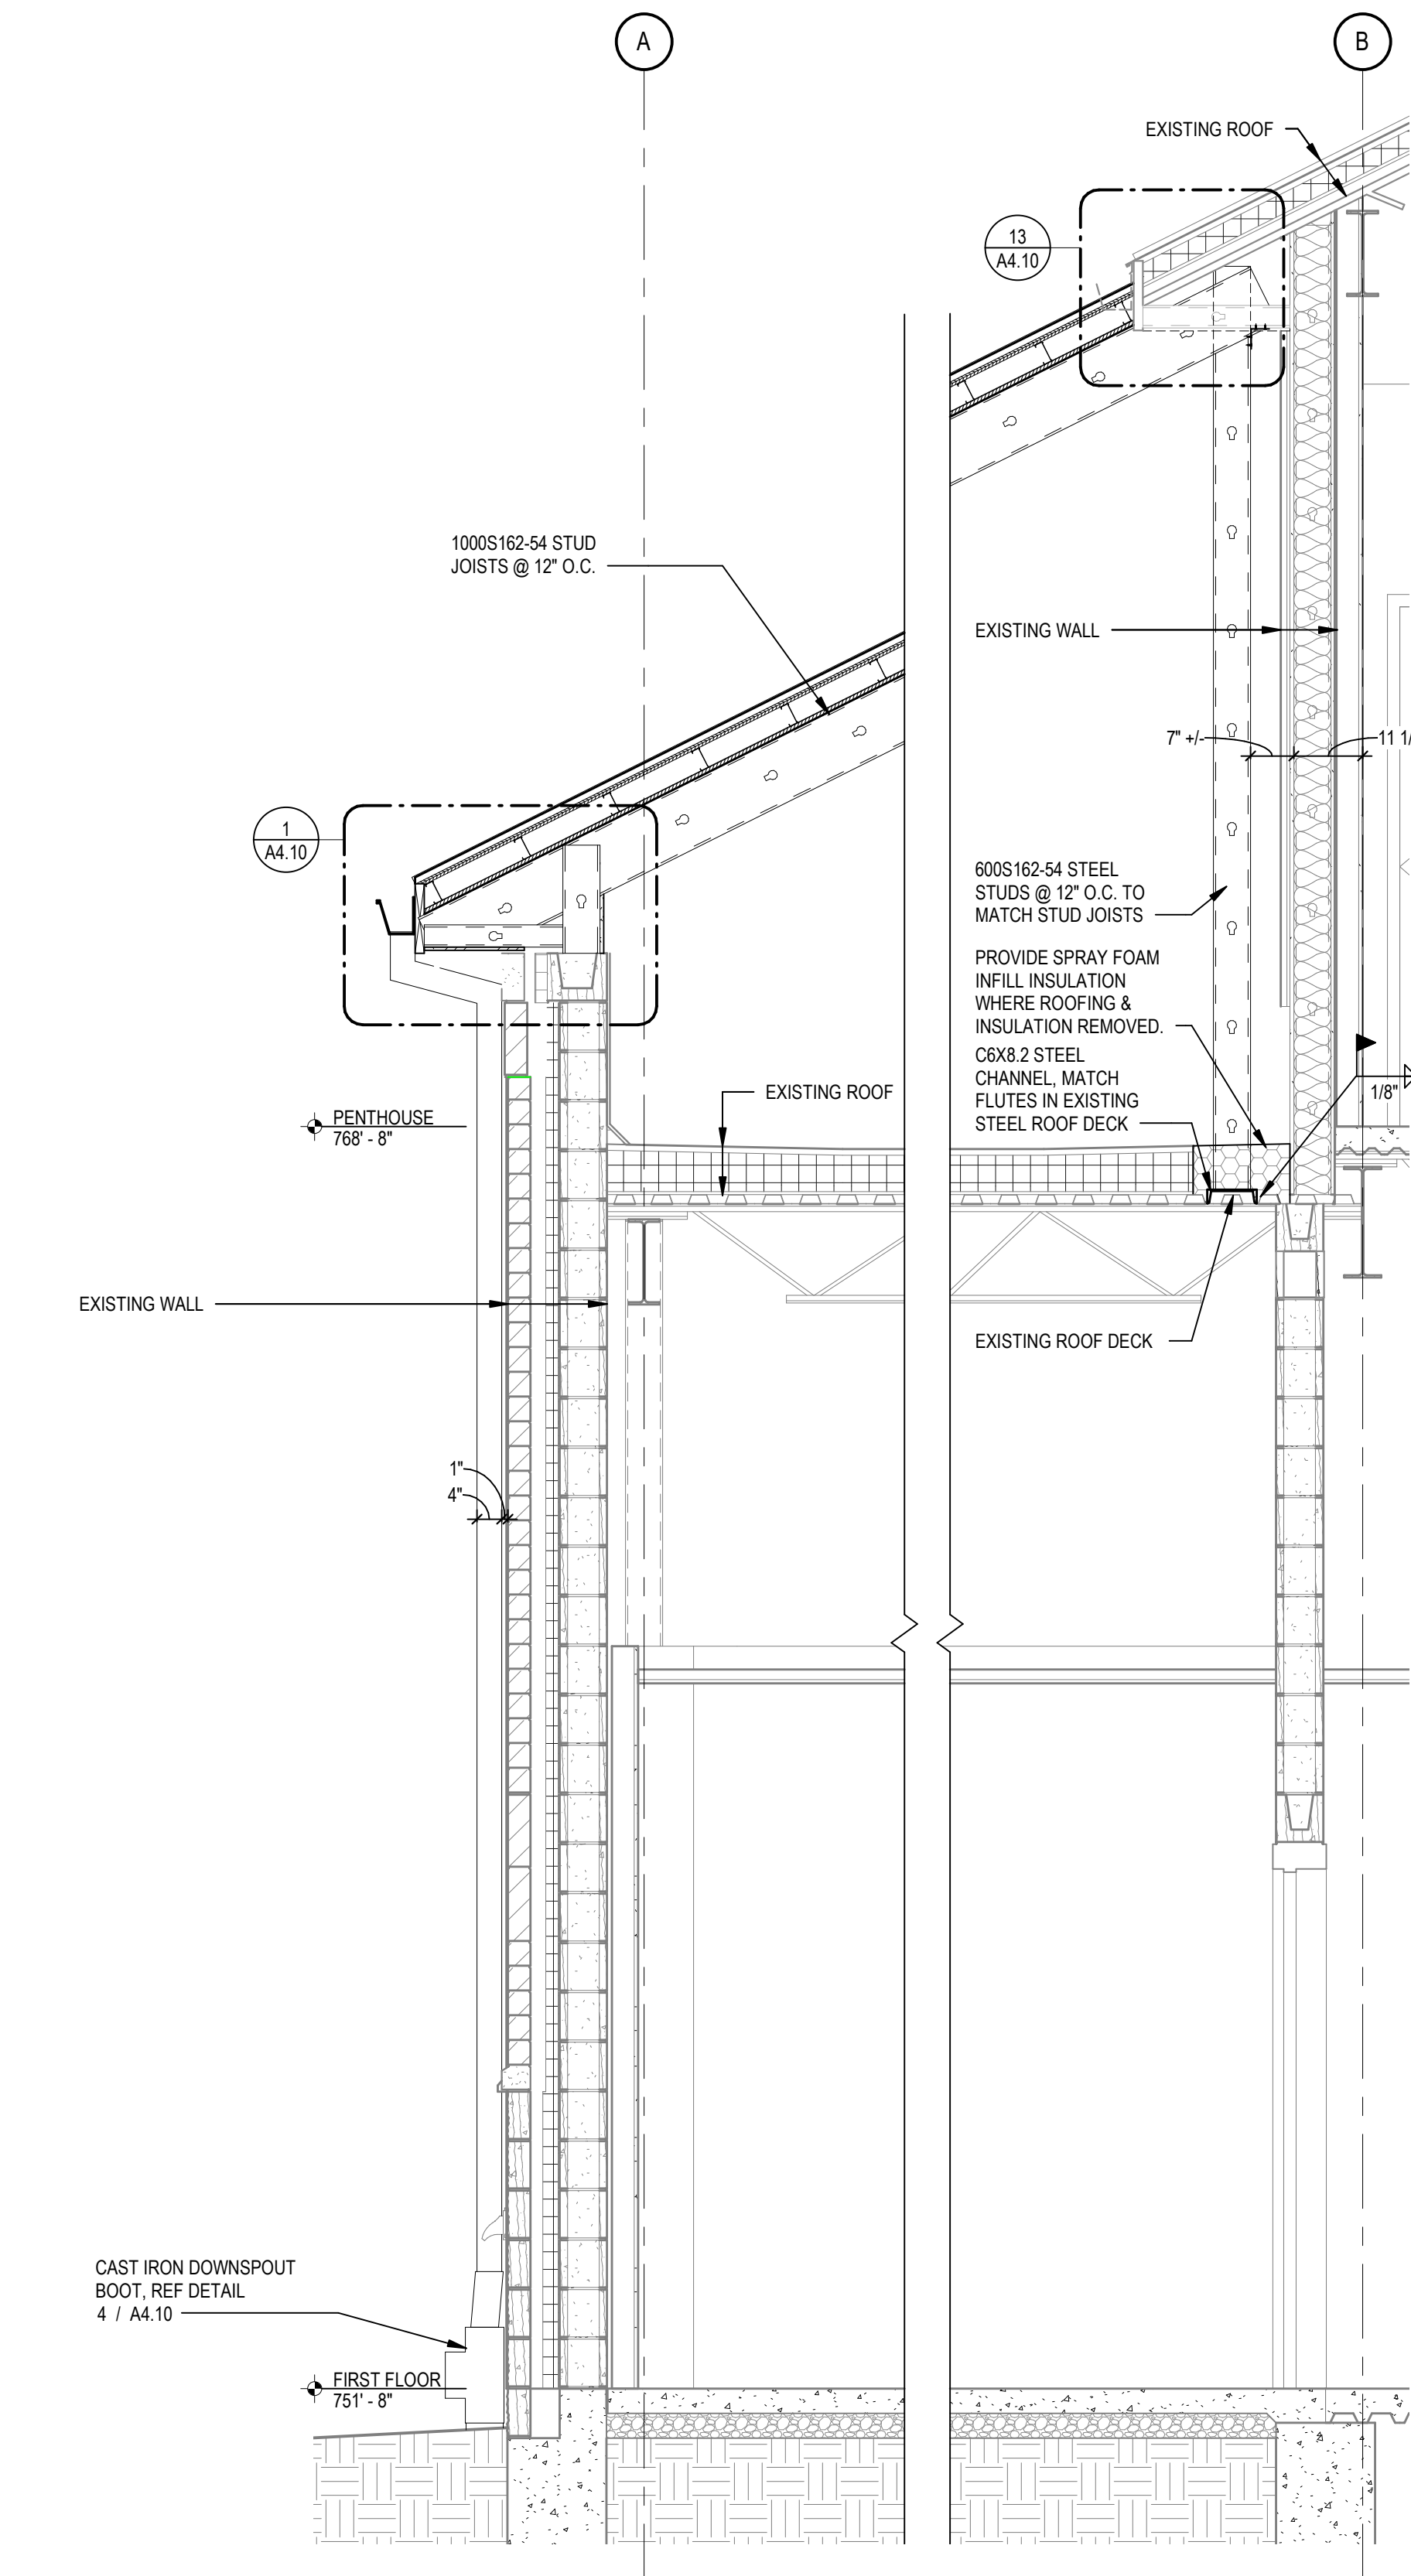 A
B
EXISTING ROOF
13
A4.10
1000S162-54 STUD
JOISTS @ 12" O.C.
EXISTING WALL
7" +/-
11 1/
1
A4.10
600S162-54 STEEL
STUDS @ 12" O.C. TO
MATCH STUD JOISTS
PROVIDE SPRAY FOAM
INFILL INSULATION
WHERE ROOFING &
INSULATION REMOVED.
C6X8.2 STEEL
CHANNEL, MATCH
FLUTES IN EXISTING
STEEL ROOF DECK
1/8"
EXISTING ROOF
PENTHOUSE
768' - 8"
EXISTING WALL
EXISTING ROOF DECK
1"
4"
CAST IRON DOWNSPOUT
BOOT, REF DETAIL
4 / A4.10
FIRST FLOOR
751' - 8"